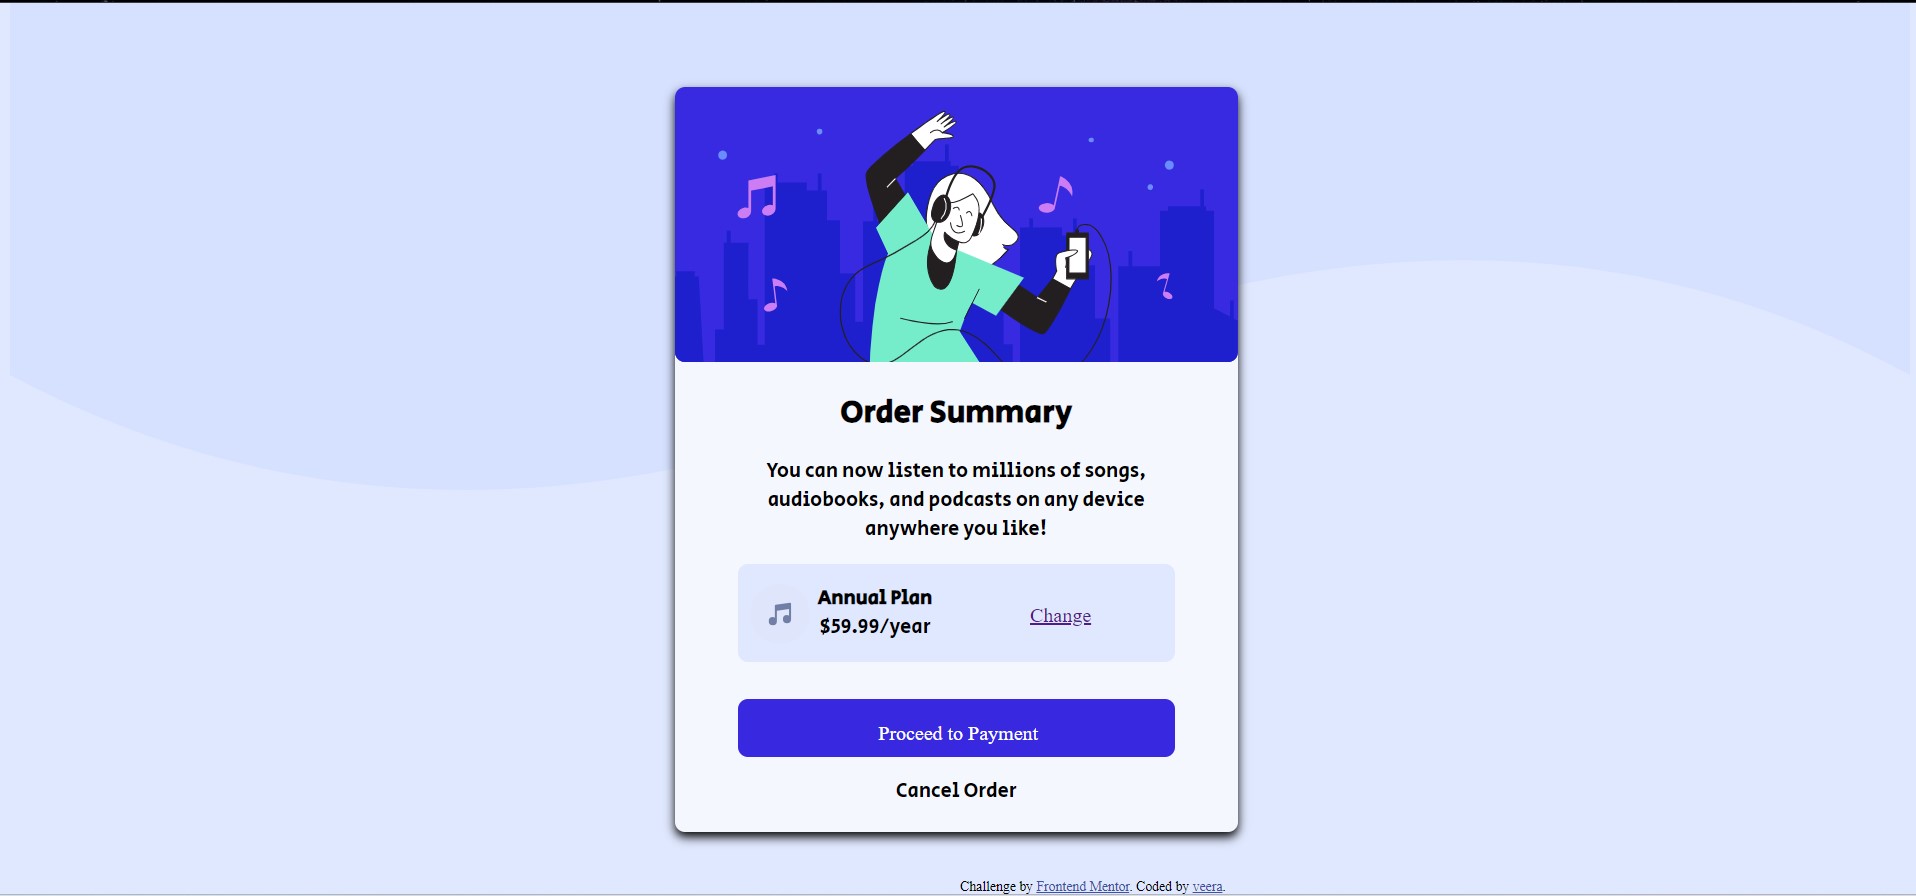 Order Summary
You can now listen to millions of songs,
audiobooks, and podcasts on any device
anywhere you like!
Annual Plan
$59.99/year
Change
Proceed to Payment
Cancel Order
Challenge by Frontend Mentor. Coded by veera.